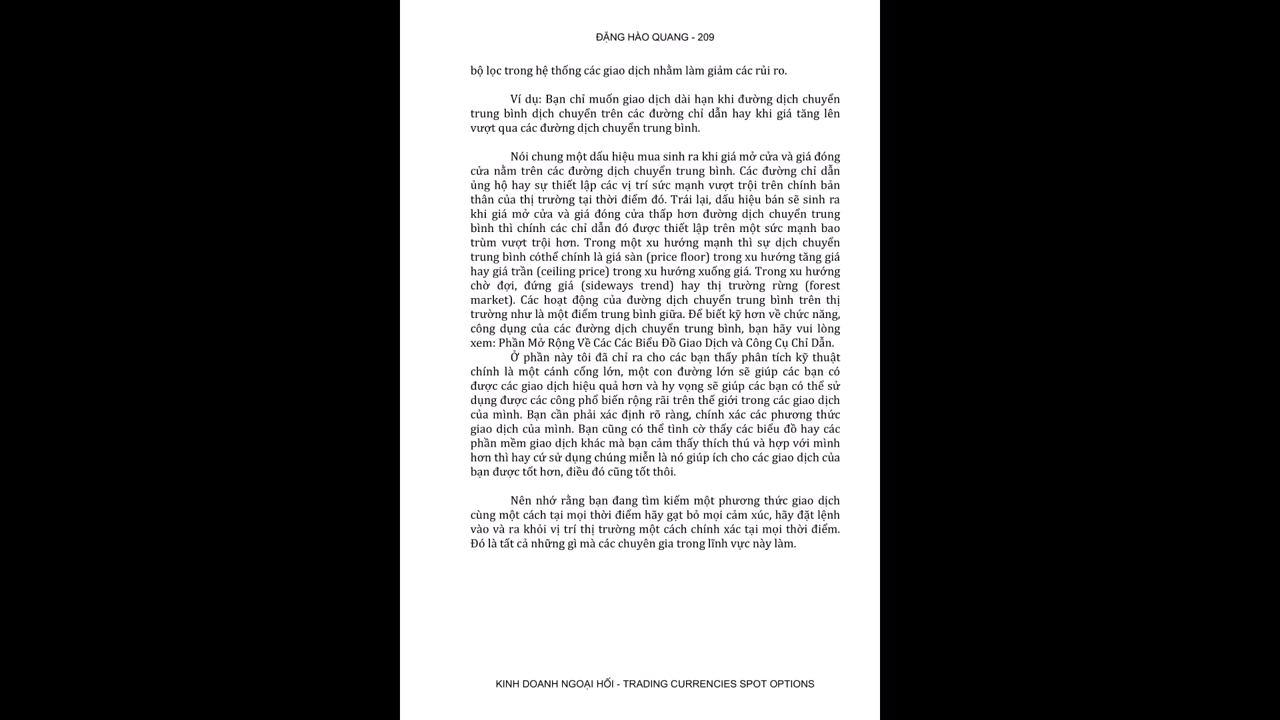 ĐẶNG HÀO QUANG - 209
bộ lọc trong hệ thống các giao dịch nhằm làm giảm các rủi ro.
Ví dụ: Bạn chỉ muốn giao dịch dài hạn khi đường dịch chuyển
trung bình dịch chuyển trên các đường chỉ dẫn hay khi giá tăng lên
vượt qua các đường dịch chuyển trung bình.
Nói chung một dấu hiệu mua sinh ra khi giá mở cửa và giá đóng
cửa nằm trên các đường dịch chuyển trung bình. Các đường chỉ dẫn
ủng hộ hay sự thiết lập các vị trí sức mạnh vượt trội trên chính bản
thân của thị trường tại thời điểm đó. Trái lại, dấu hiệu bán sẽ sinh ra
khi giá mở cửa và giá đóng cửa thấp hơn đường dịch chuyển trung
bình thì chính các chỉ dẫn đó được thiết lập trên một sức mạnh bao
trùm vượt trội hơn. Trong một xu hướng mạnh thì sự dịch chuyển
trung bình cóthể chính là giá sàn (price floor) trong xu hướng tăng giá
hay giá trần (ceiling price) trong xu hướng xuống giá. Trong xu hướng
chờ đợi, đứng giá (sideways trend) hay thị trường rừng (forest
market). Các hoạt động của đường dịch chuyển trung bình trên thị
trường như là một điểm trung bình giữa. Để biết kỹ hơn về chức năng,
công dụng của các đường dịch chuyển trung bình, bạn hãy vui lòng
xem: Phần Mở Rộng Về Các Các Biểu Đồ Giao Dịch và Công Cụ Chỉ Dẫn.
Ở phần này tôi đã chỉ ra cho các bạn thấy phân tích kỹ thuật
chính là một cánh cổng lớn, một con đường lớn sẽ giúp các bạn có
được các giao dịch hiệu quả hơn và hy vọng sẽ giúp các bạn có thể sử
dụng được các công phổ biến rộng rãi trên thế giới trong các giao dịch
của mình. Bạn cần phải xác định rõ ràng, chính xác các phương thức
giao dịch của mình. Bạn cũng có thể tình cờ thấy các biểu đồ hay các
phần mềm giao dịch khác mà bạn cảm thấy thích thú và hợp với mình
hơn thì hay cứ sử dụng chúng miễn là nó giúp ích cho các giao dịch của
bạn được tốt hơn, điều đó cũng tốt thôi.
Nên nhớ rằng bạn đang tìm kiếm một phương thức giao dịch
cùng một cách tại mọi thời điểm hãy gạt bỏ mọi cảm xúc, hãy đặt lệnh
vào và ra khỏi vị trí thị trường một cách chính xác tại mọi thời điểm.
Đó là tất cả những gì mà các chuyên gia trong lĩnh vực này làm.
KINH DOANH NGOẠI HỐI - TRADING CURRENCIES SPOT OPTIONS